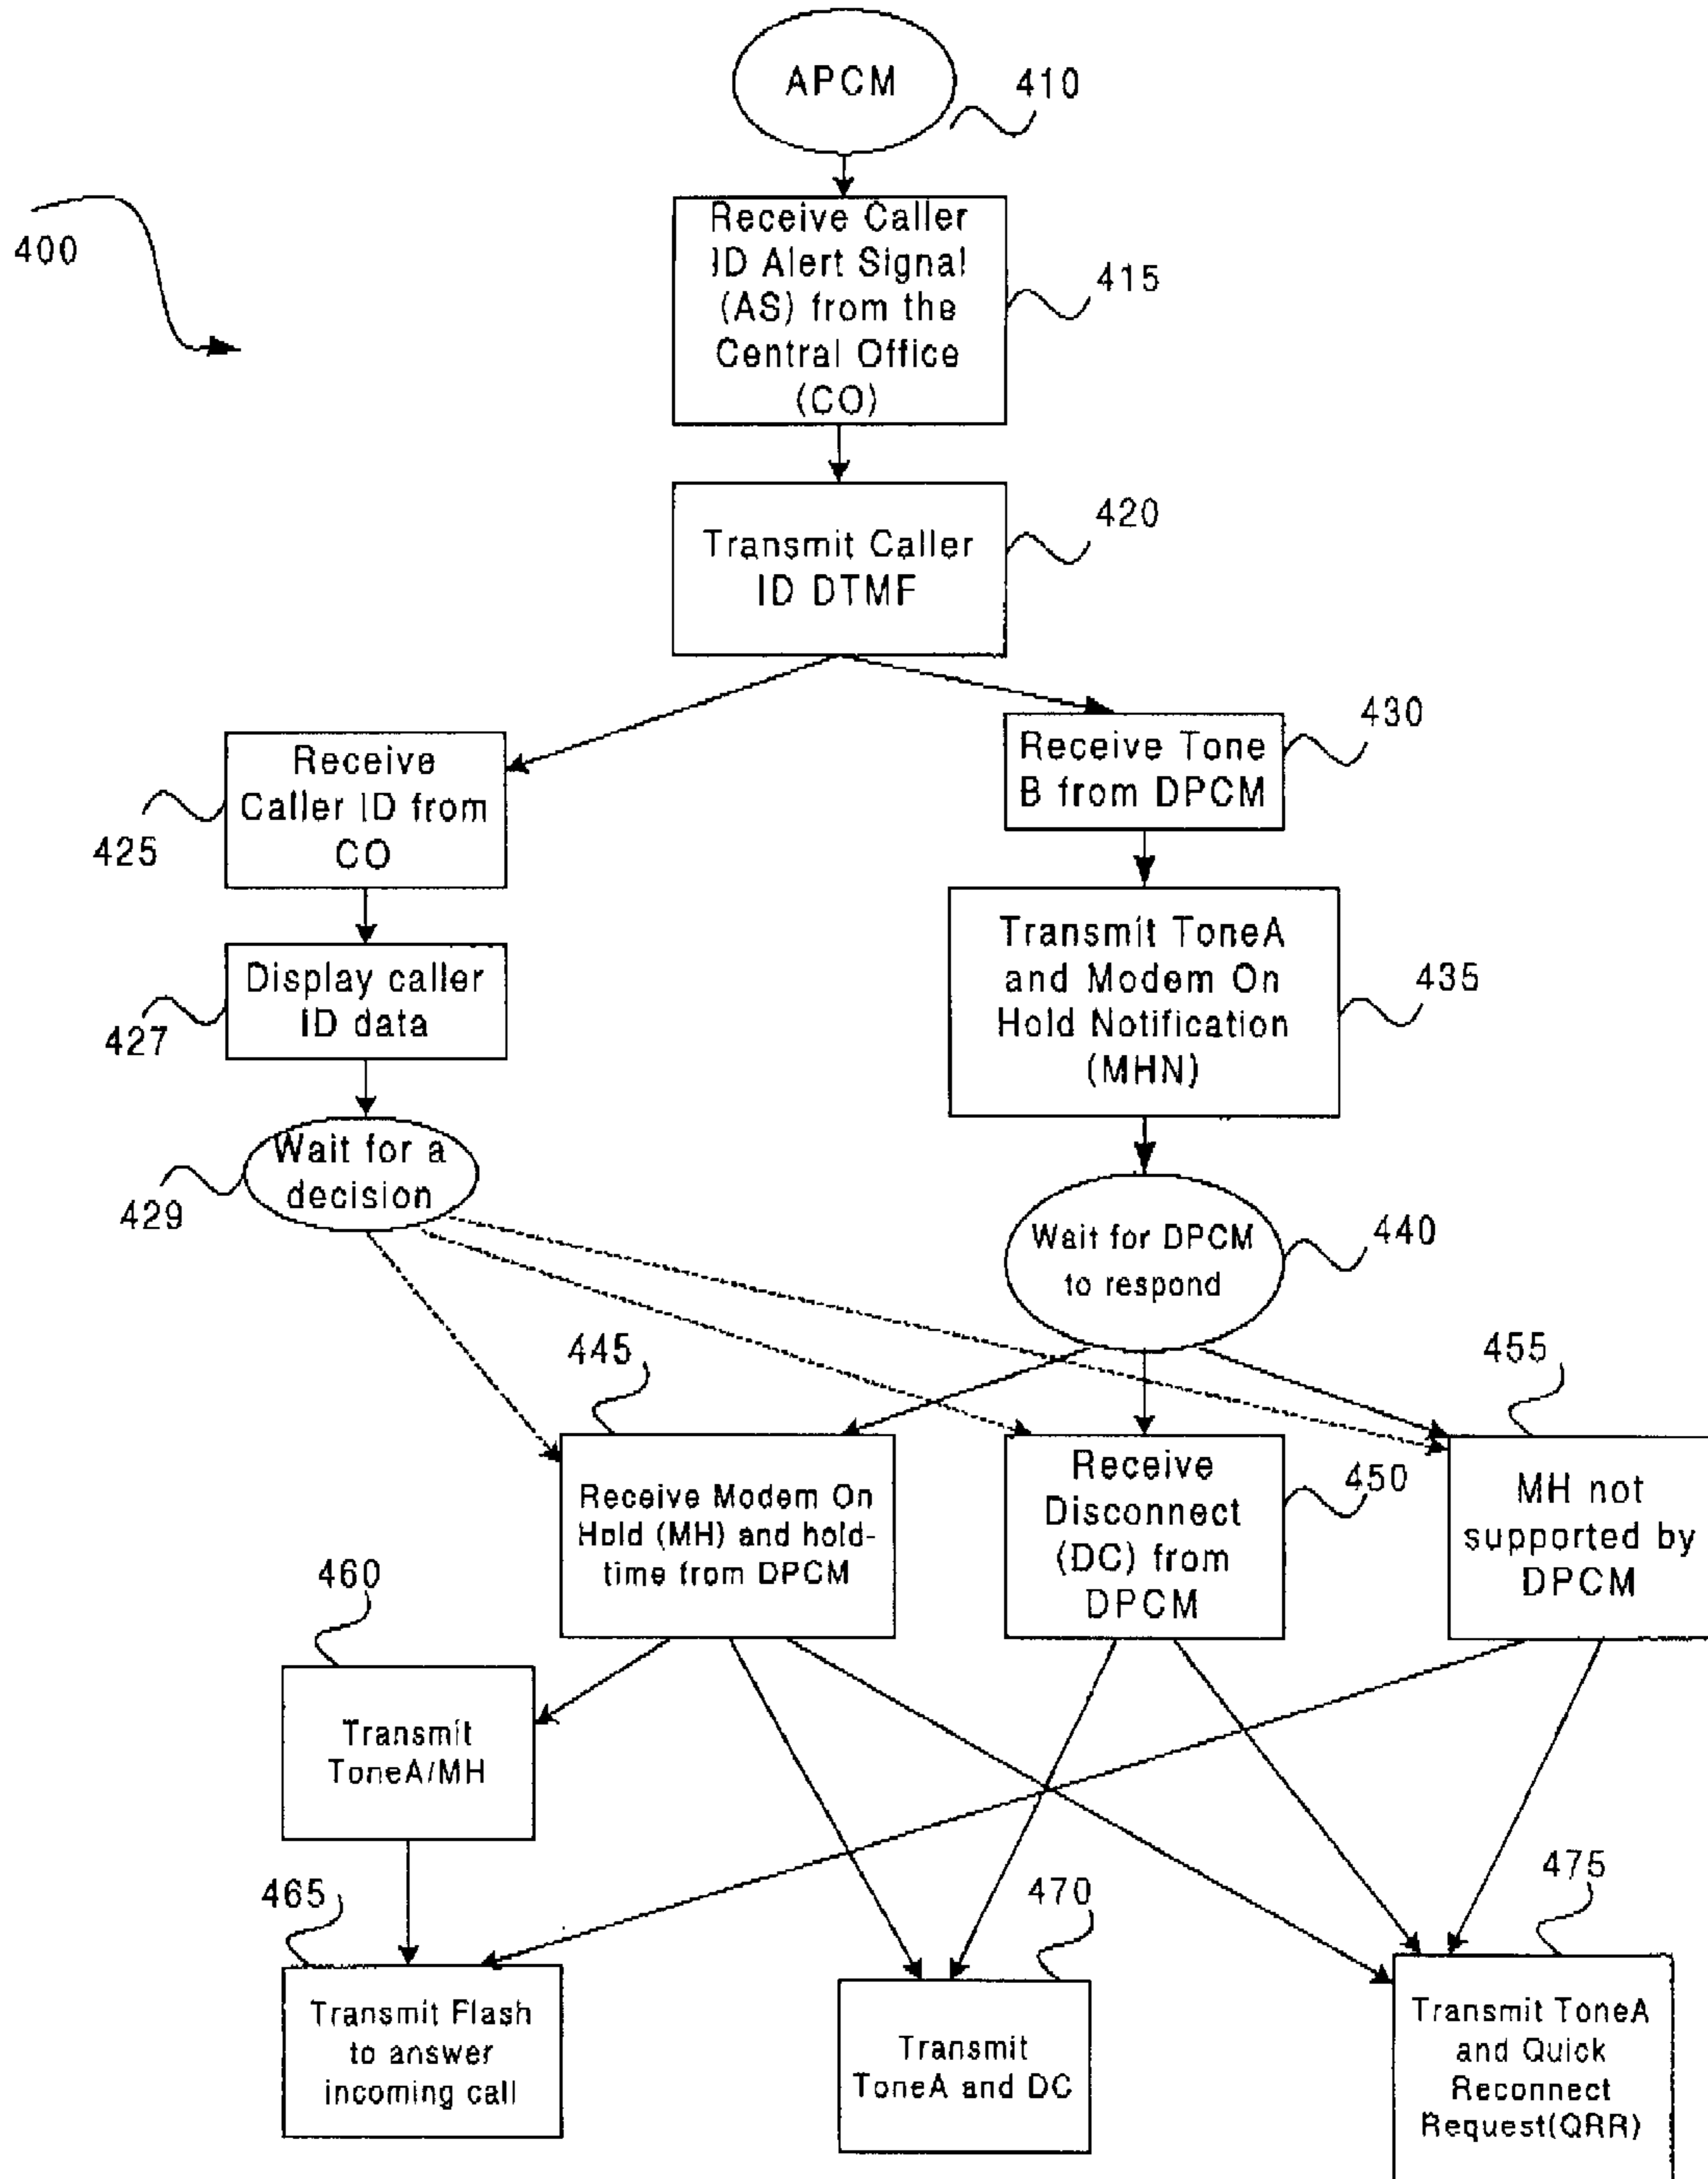 APCM
410
400
Receive Caller
ID Alert Signal
(AS) from the
Central Office
(CO)
415
Transmit Caller
ID DTMF
420
Receive
Caller ID from
CO
425
Receive Tone
B from DPCM
430
Display caller
ID data
427
Transmit ToneA
and Modem On
Hold Notification
(MHN)
435
Wait for a
decision
429
Wait for DPCM
to respond
440
445
Receive Modem On
Hold (MH) and hold-
time from DPCM
Receive
Disconnect
(DC) from
DPCM
450
455
MH not
supported by
DPCM
460
Transmit
ToneA/MH
465
Transmit Flash
to answer
incoming call
470
Transmit
ToneA and DC
475
Transmit ToneA
and Quick
Reconnect
Request(QRR)